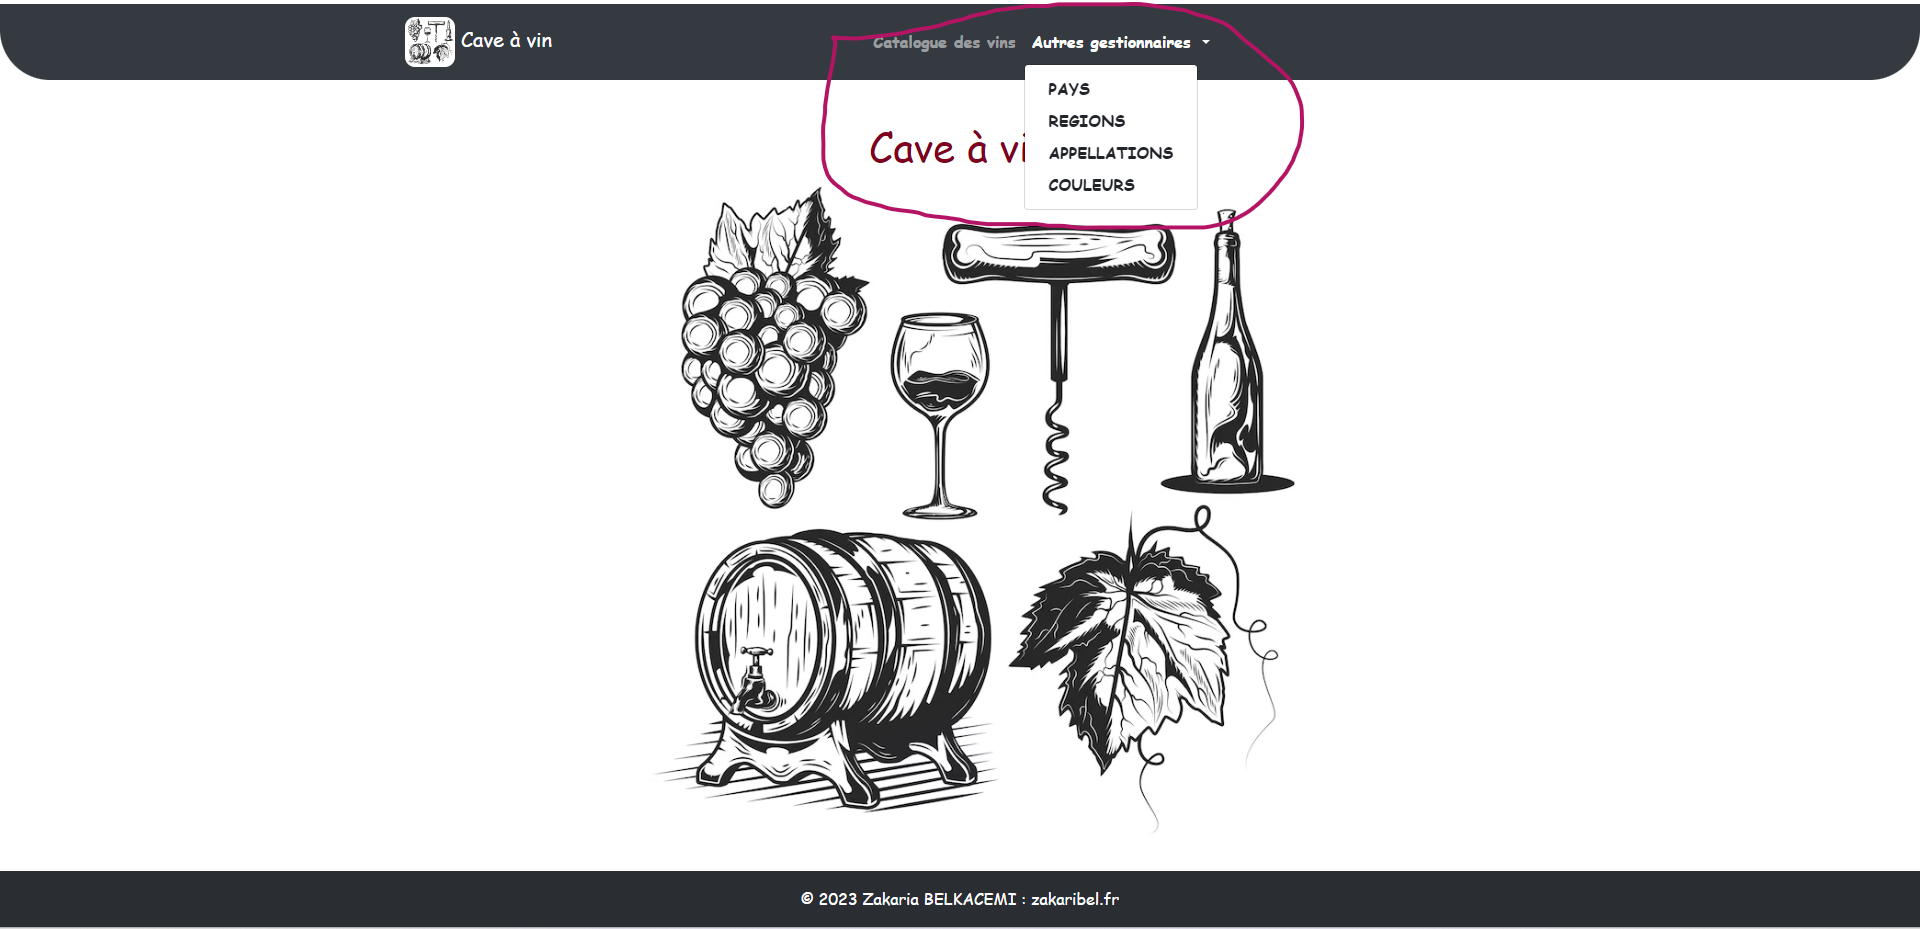 Cave à vin
Catalogue des vins
Autres gestionnaires
PAYS
REGIONS
APPELLATIONS
COULEURS
Cave à vi
© 2023 Zakaria BELKACEMI : zakaribel.fr